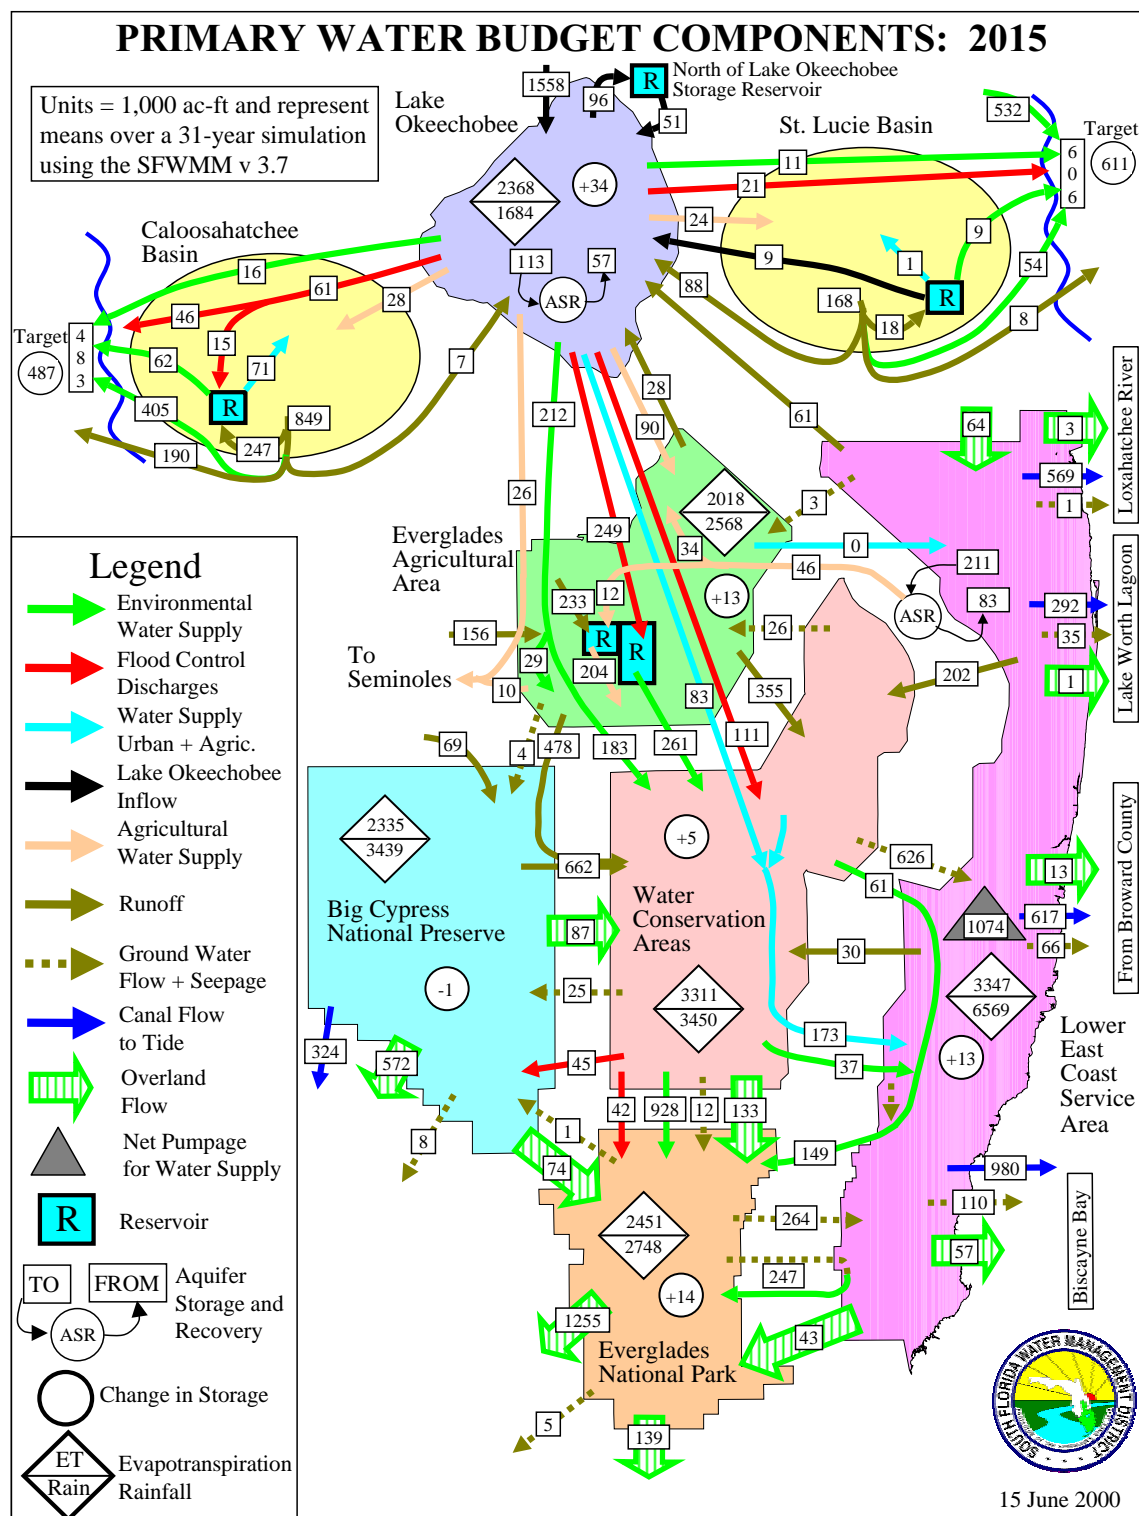 PRIMARY WATER BUDGET COMPONENTS: 2015
Units = 1,000 ac-ft and represent
means over a 31-year simulation
using the SFWMM v 3.7
Lake
Okeechobee
1558
96
R
51
North of Lake Okeechobee
Storage Reservoir
St. Lucie Basin
532
Target
611
6
0
6
11
21
24
9
88
9
1
R
168
18
54
8
2368
1684
+34
113
57
ASR
Caloosahatchee
Basin
16
61
46
28
15
62
71
R
Target
487
4
8
3
405
849
247
190
7
212
28
90
61
26
249
34
2018
2568
3
0
46
+13
Everglades
Agricultural
Area
12
233
R
R
204
156
29
10
To
Seminoles
26
355
83
111
4
478
183
261
69
64
3
569
1
Loxahatchee River
211
ASR
83
292
35
1
Lake Worth Lagoon
202
Legend
Environmental
Water Supply
Flood Control
Discharges
Water Supply
Urban + Agric.
Lake Okeechobee
Inflow
Agricultural
Water Supply
Runoff
Ground Water
Flow + Seepage
Canal Flow
to Tide
Overland
Flow
Net Pumpage
for Water Supply
R
Reservoir
TO
FROM
ASR
Aquifer
Storage and
Recovery
Change in Storage
ET
Rain
Evapotranspiration
Rainfall
2335
3439
Big Cypress
National Preserve
-1
662
87
25
45
324
572
8
1
74
+5
Water
Conservation
Areas
3311
3450
626
61
30
173
37
42
928
12
133
149
13
1074
617
66
From Broward County
3347
6569
+13
Lower
East
Coast
Service
Area
980
110
57
Biscayne Bay
2451
2748
264
247
+14
43
1255
Everglades
National Park
5
139
SOUTH FLORIDA WATER MANAGEMENT DISTRICT
15 June 2000